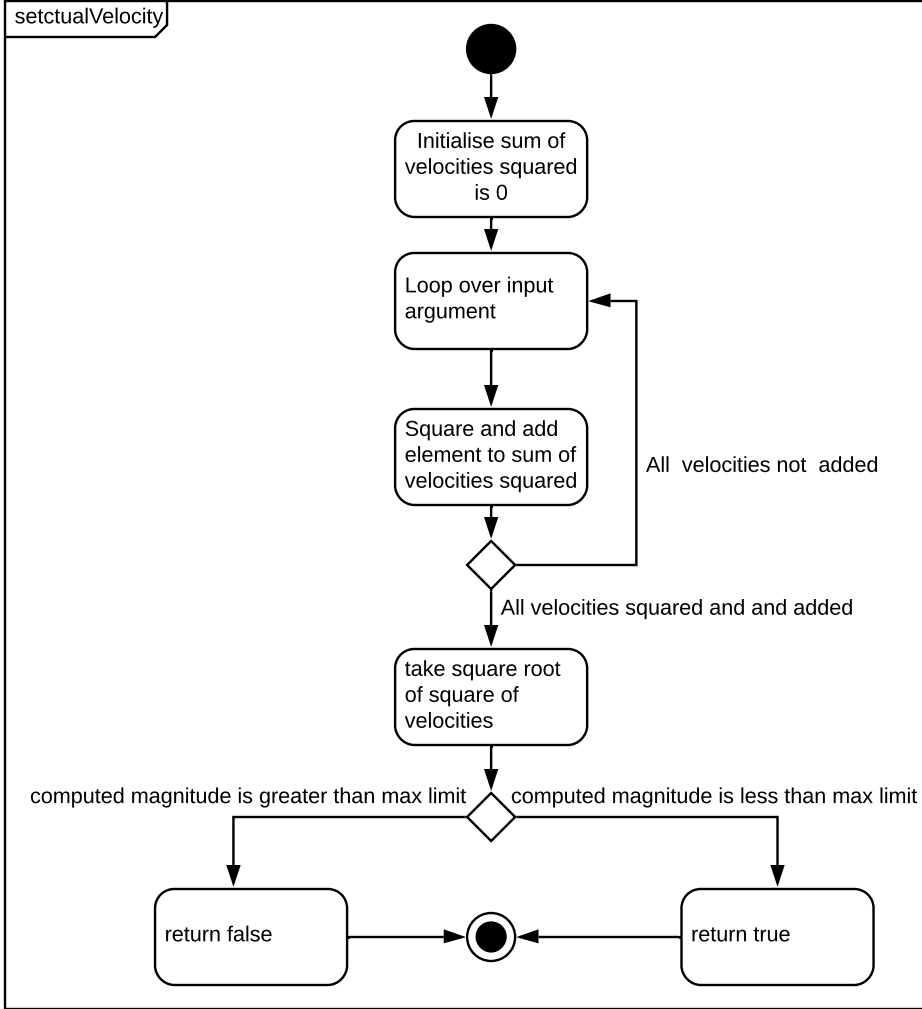 setctualVelocity
Initialise sum of
velocities squared
is 0
Loop over input
argument
Square and add
element to sum of
velocities squared
All velocities not added
All velocities squared and and added
take square root
of square of
velocities
computed magnitude is greater than max limit
computed magnitude is less than max limit
return false
return true